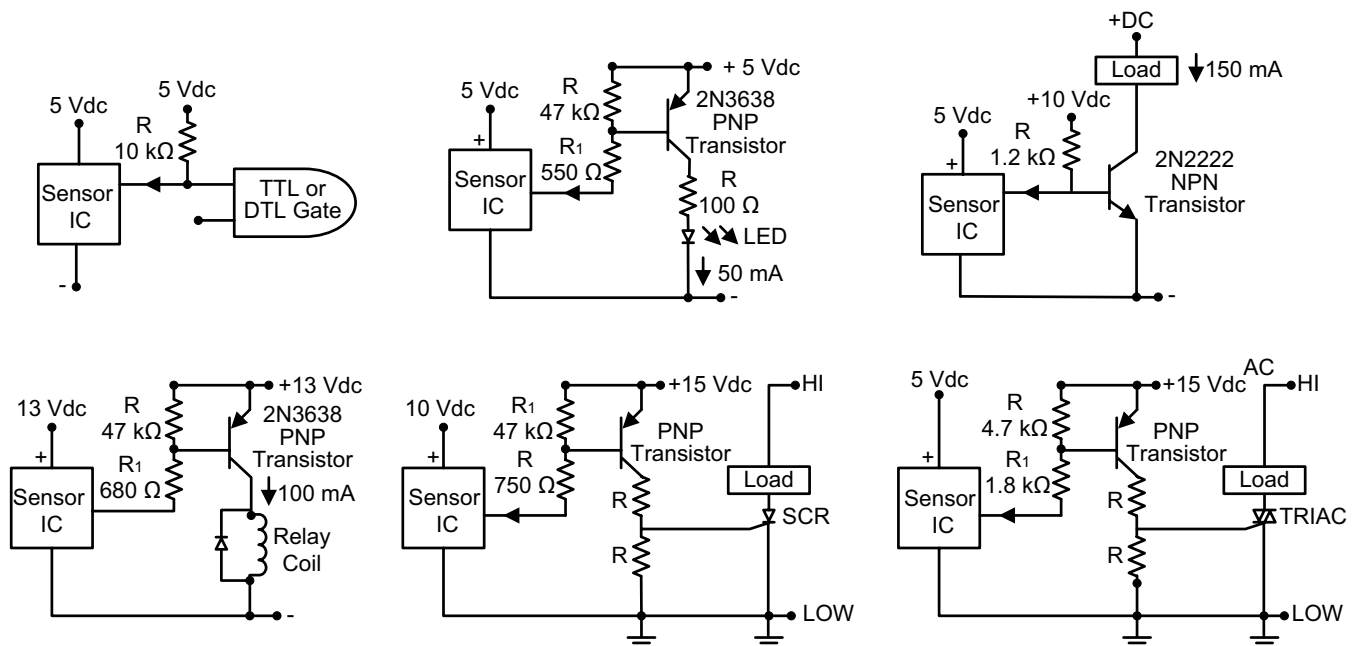 5 Vdc
5 Vdc
R
10 kΩ
Sensor
IC
TTL or
DTL Gate
-
+ 5 Vdc
5 Vdc
R
47 kΩ
2N3638
PNP
Transistor
+
R1
550 Ω
Sensor
IC
R
100 Ω
LED
50 mA
-
+DC
Load
150 mA
+10 Vdc
5 Vdc
R
1.2 kΩ
+
2N2222
NPN
Transistor
Sensor
IC
-
+13 Vdc
13 Vdc
R
47 kΩ
2N3638
PNP
Transistor
+
R1
680 Ω
Sensor
IC
100 mA
Relay
Coil
-
+15 Vdc
HI
10 Vdc
R1
47 kΩ
PNP
Transistor
+
R
750 Ω
Sensor
IC
R
Load
SCR
R
LOW
AC
+15 Vdc
HI
5 Vdc
R
4.7 kΩ
PNP
Transistor
+
R1
1.8 kΩ
Sensor
IC
R
Load
TRIAC
R
LOW